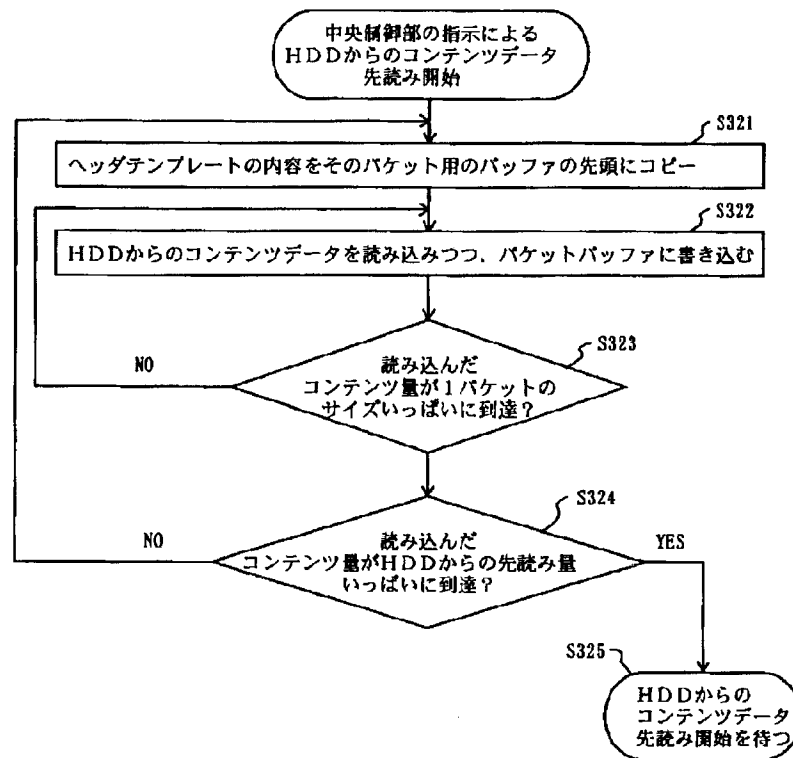 中央制御部の指示による
HDDからのコンテンツデータ
先読み開始
S321
ヘッダテンプレートの内容をそのパケット用のバッファの先頭にコピー
S322
HDDからのコンテンツデータを読み込みつつ、パケットバッファに書き込む
S323
NO
読み込んだ
コンテンツ量が1パケットの
サイズいっぱいに到達?
S324
NO
YES
読み込んだ
コンテンツ量がHDDからの先読み量
いっぱいに到達?
S325
HDDからの
コンテンツデータ
先読み開始を待つ